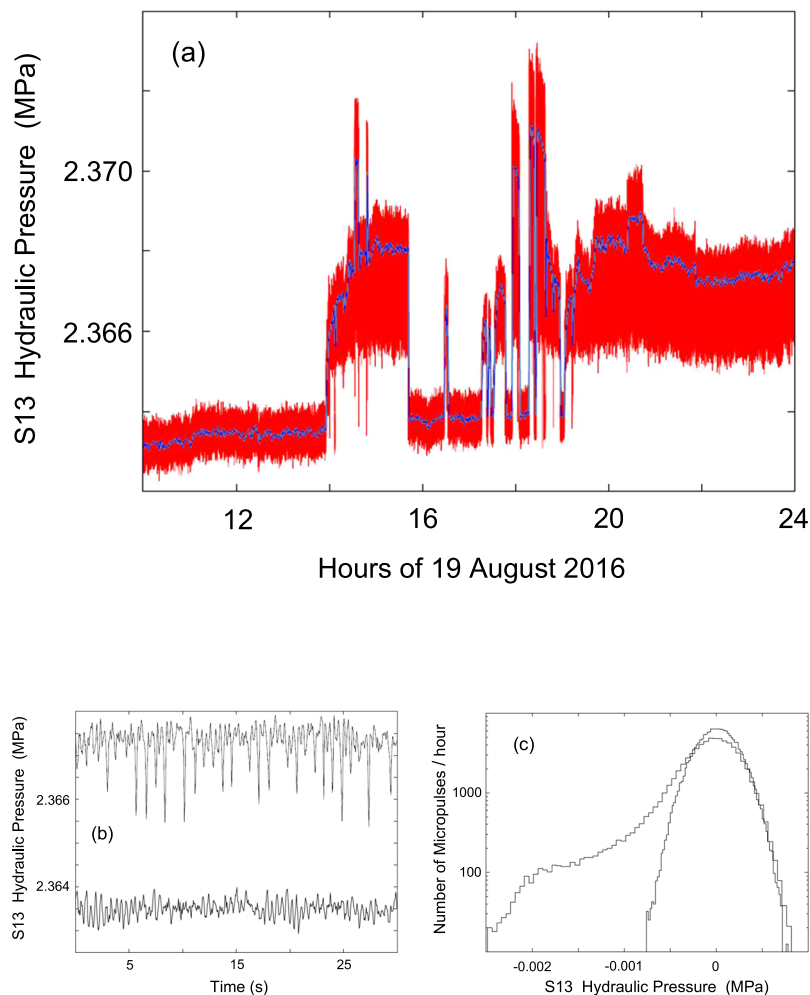 (a)
S13 Hydraulic Pressure (MPa)
2.370
2.366
12
16
20
24
Hours of 19 August 2016
S13 Hydraulic Pressure (MPa)
2.366
(b)
2.364
5
15
25
Time (s)
(c)
Number of Micropulses / hour
1000
100
-0.002
-0.001
0
S13 Hydraulic Pressure (MPa)